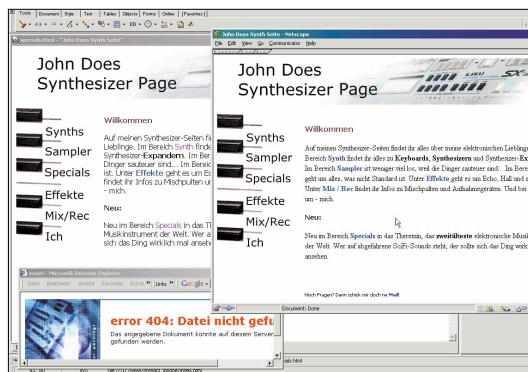 Tools Document Style Text Tables Objects Forms Online [Favorites]
specials.html - "John Does Synth Seite"
John Does
Synthesizer Page
Synths
Sampler
Specials
Effekte
Mix/Rec
Ich
Willkommen
Auf meinen Synthesizer-Seiten
Lieblinge. Im Bereich Synth finde
Synthesizer-Expandern. Im Ber
Dinger sauteuer sind... Im Bereic
ist. Unter Effekte geht es um Ec
findet ihr Infos zu Mischpulten u
- mich.
Neu:
Neu im Bereich Specials in das T
Musikinstrument der Welt. Wer a
sich das Ding wirklich mal anseh
John Does Synth Seite - Netscape
File Edit View Go Communicator Help
John Does
Synthesizer Page
KAWAI SX-
Synths
Sampler
Specials
Effekte
Mix/Rec
Ich
Willkommen
Auf meinen Synthesizer-Seiten findet ihr alles über meine elektronischen Lieblinge
Bereich Synth findet ihr alles zu Keyboards, Synthesizern und Synthesizer-Ex
Im Bereich Sampler ist weniger viel los, weil die Dinger sauteuer sind... Im Bere
geht um alles, was nicht Standard ist. Unter Effekte geht es um Echo, Hall und s
Unter Mix / Rec findet ihr Infos zu Mischpulten und Aufnahmegeräten. Und bei
um - mich.
Neu:
Neu im Bereich Specials in das Theremin, das zweitälteste elektronische Musik
der Welt. Wer auf abgefahrene SciFi-Sounds steht, der sollte sich das Ding wirk
ansehen.
Noch Fragen? Dann schick mir doch ne Mail!
Document: Done
error! - Microsoft Internet Explorer
Datei Bearbeiten Ansicht Favoriten Extras Links Google
error 404: Datei nicht gefu
Das angegebene Dokument konnte auf diesem Server
gefunden werden.